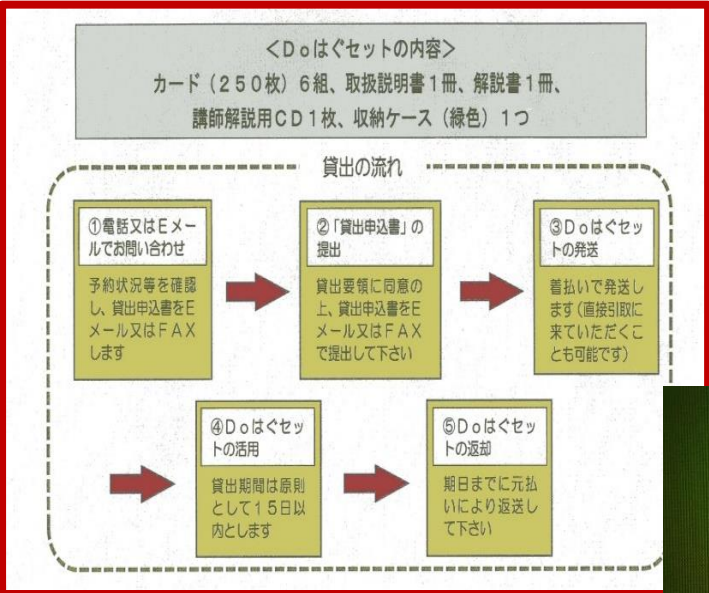 ＜Ｄｏはぐセットの内容＞
カード（２５０枚）６組、取扱説明書１冊、解説書１冊、
講師解説用ＣＤ１枚、収納ケース（緑色）１つ
貸出の流れ
①電話又はＥメー
ルでお問い合わせ
予約状況等を確認
し、貸出申込書をＥ
メール又はＦＡＸ
します
②「貸出申込書」の
提出
貸出要領に同意の
上、貸出申込書をＥ
メール又はＦＡＸ
で提出して下さい
③Ｄｏはぐセッ
トの発送
着払いで発送し
ます（直接引取に
来ていただくこ
とも可能です）
④Ｄｏはぐセッ
トの活用
貸出期間は原則
として１５日以
内とします
⑤Ｄｏはぐセッ
トの返却
期日までに元払
いにより返送し
て下さい